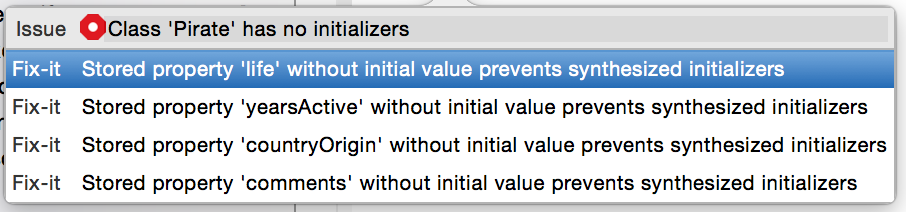 Issue Class 'Pirate' has no initializers
Fix-it Stored property 'life' without initial value prevents synthesized initializers
Fix-it Stored property 'yearsActive' without initial value prevents synthesized initializers
Fix-it Stored property 'countryOrigin' without initial value prevents synthesized initializers
Fix-it Stored property 'comments' without initial value prevents synthesized initializers